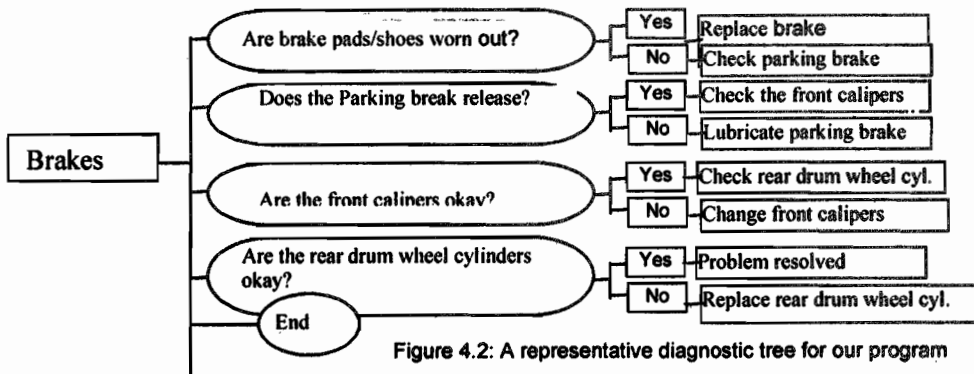 Are brake pads/shoes worn out?
Yes
Replace brake
No
Check parking brake
Does the Parking break release?
Yes
Check the front calipers
No
Lubricate parking brake
Brakes
Are the front calipers okay?
Yes
Check rear drum wheel cyl.
No
Change front calipers
Are the rear drum wheel cylinders
okay?
Yes
Problem resolved
No
Replace rear drum wheel cyl.
End
Figure 4.2: A representative diagnostic tree for our program